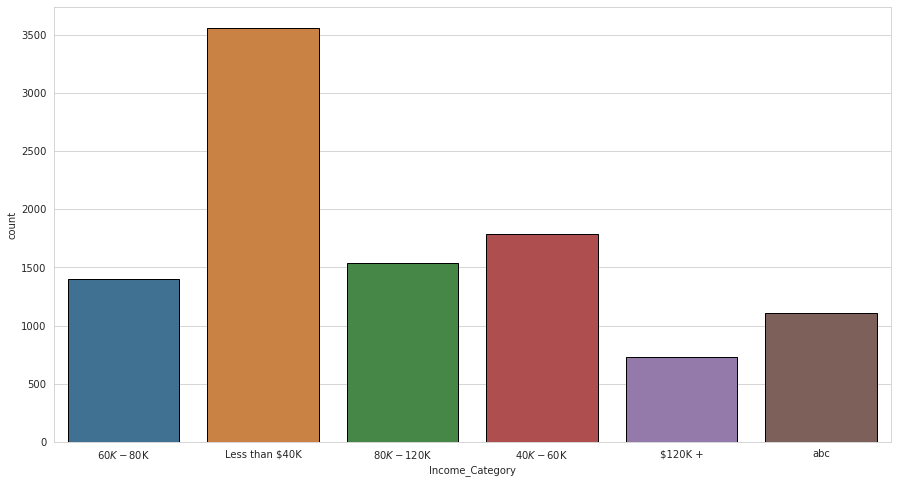 3500
3000
2500
2000
1500
1000
500
0
count
60K − 80K
Less than $40K
80K − 120K
40K − 60K
$120K +
abc
Income_Category